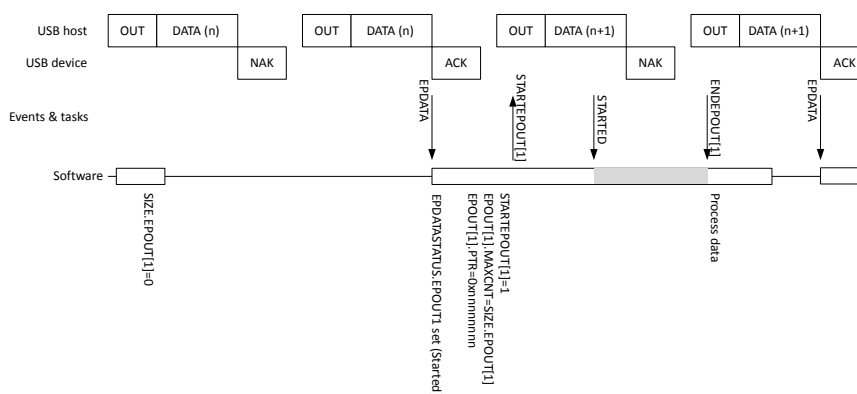 USB host
OUT
DATA (n)
OUT
DATA (n)
OUT
DATA (n+1)
OUT
DATA (n+1)
USB device
NAK
ACK
NAK
ACK
Events & tasks
EPDATA
STARTEPOUT[1]
STARTED
ENDEPOUT[1]
EPDATA
Software
SIZE.EPOUT[1]=0
EPDATASTATUS.EPOUT1 set (Started
EPOUT[1].PTR=0xnnnnnnnn
EPOUT[1].MAXCNT=SIZE.EPOUT[1]
STARTEPOUT[1]=1
Process data